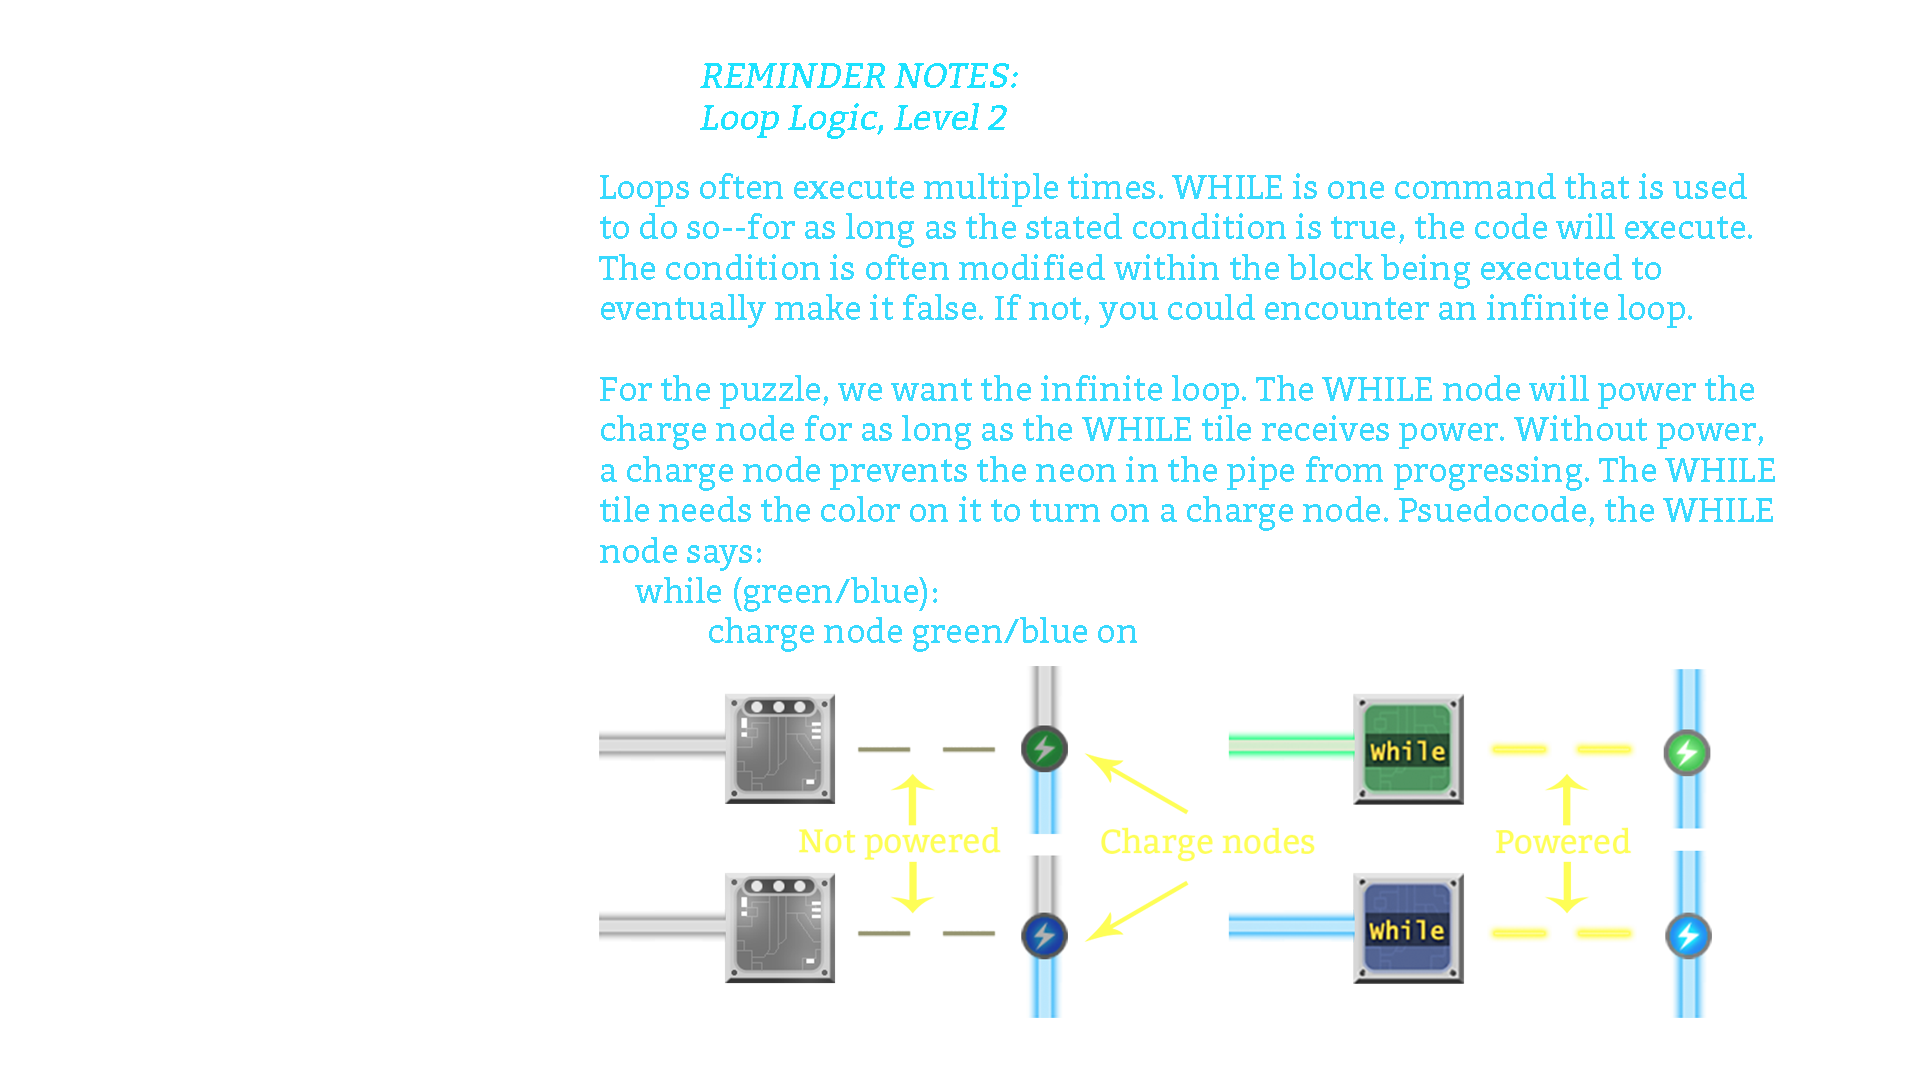 REMINDER NOTES:
Loop Logic, Level 2
Loops often execute multiple times. WHILE is one command that is used
to do so--for as long as the stated condition is true, the code will execute.
The condition is often modified within the block being executed to
eventually make it false. If not, you could encounter an infinite loop.
For the puzzle, we want the infinite loop. The WHILE node will power the
charge node for as long as the WHILE tile receives power. Without power,
a charge node prevents the neon in the pipe from progressing. The WHILE
tile needs the color on it to turn on a charge node. Psuedocode, the WHILE
node says:
while (green/blue):
charge node green/blue on
While
Not powered
Charge nodes
Powered
While